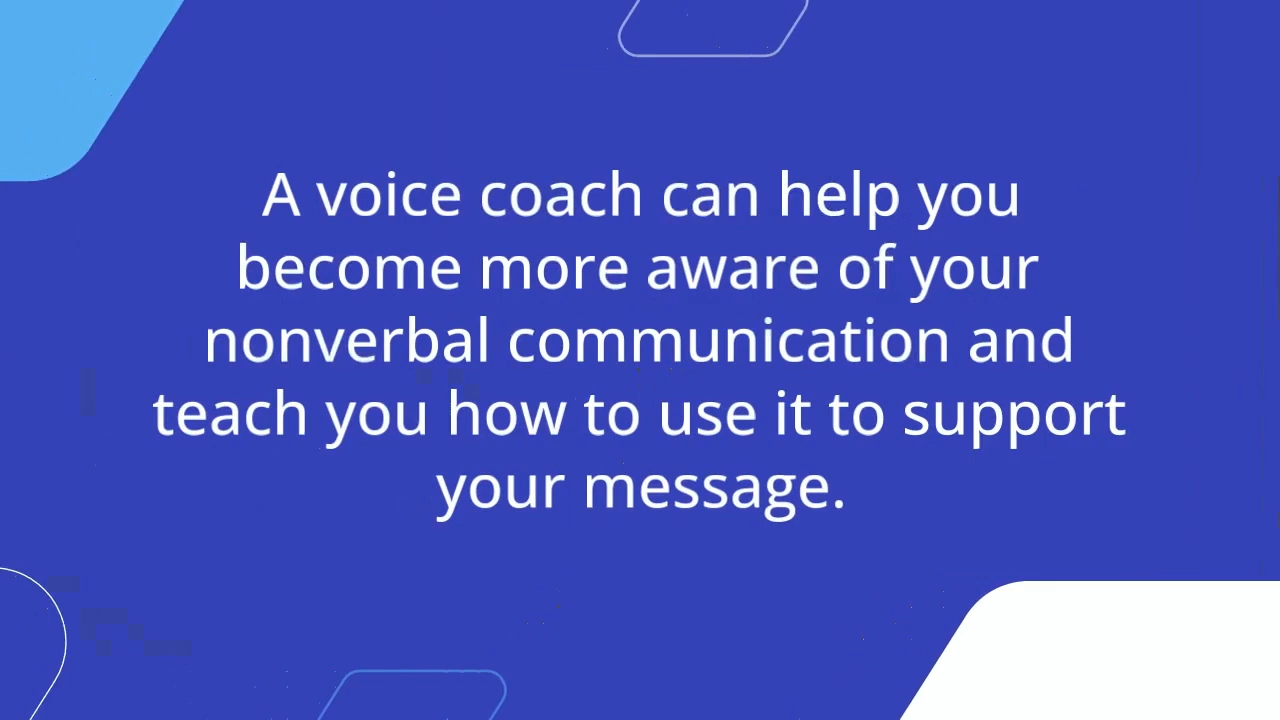 A voice coach can help you
become more aware of your
nonverbal communication and
teach you how to use it to support
your message.